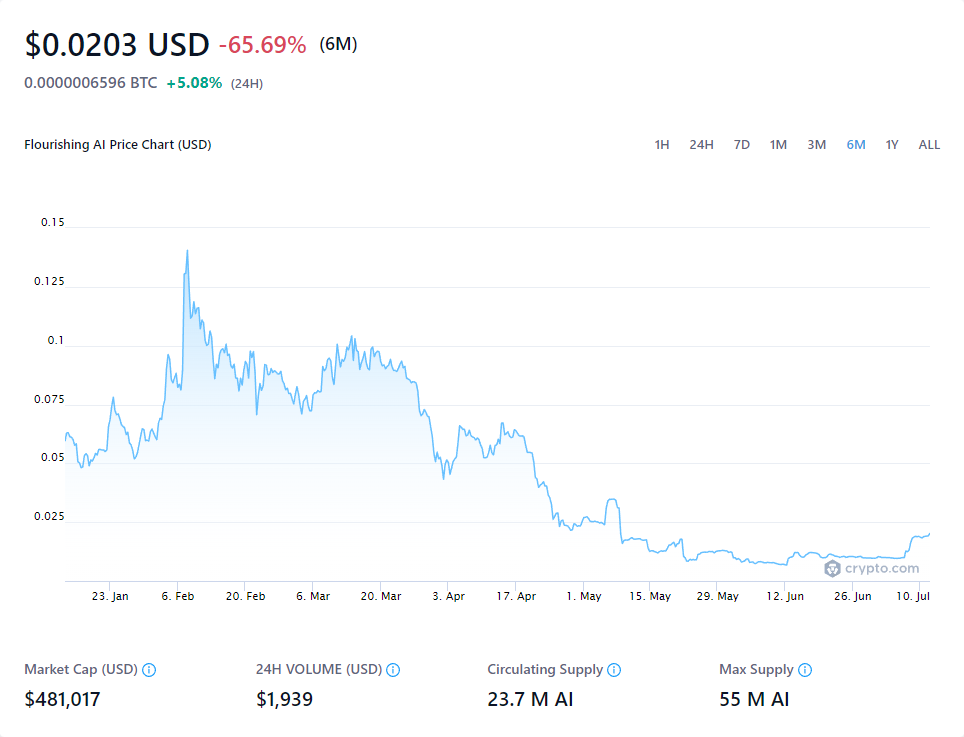 $0.0203 USD -65.69% (6M)
0.0000006596 BTC +5.08% (24H)
Flourishing AI Price Chart (USD)
1H 24H 7D 1M 3M 6M 1Y ALL
0.15
0.125
0.1
0.075
0.05
0.025
crypto.com
23. Jan 6. Feb 20. Feb 6. Mar 20. Mar 3. Apr 17. Apr 1. May 15. May 29. May 12. Jun 26. Jun 10. Jul
Market Cap (USD) 24H VOLUME (USD) Circulating Supply Max Supply
$481,017 $1,939 23.7 M AI 55 M AI